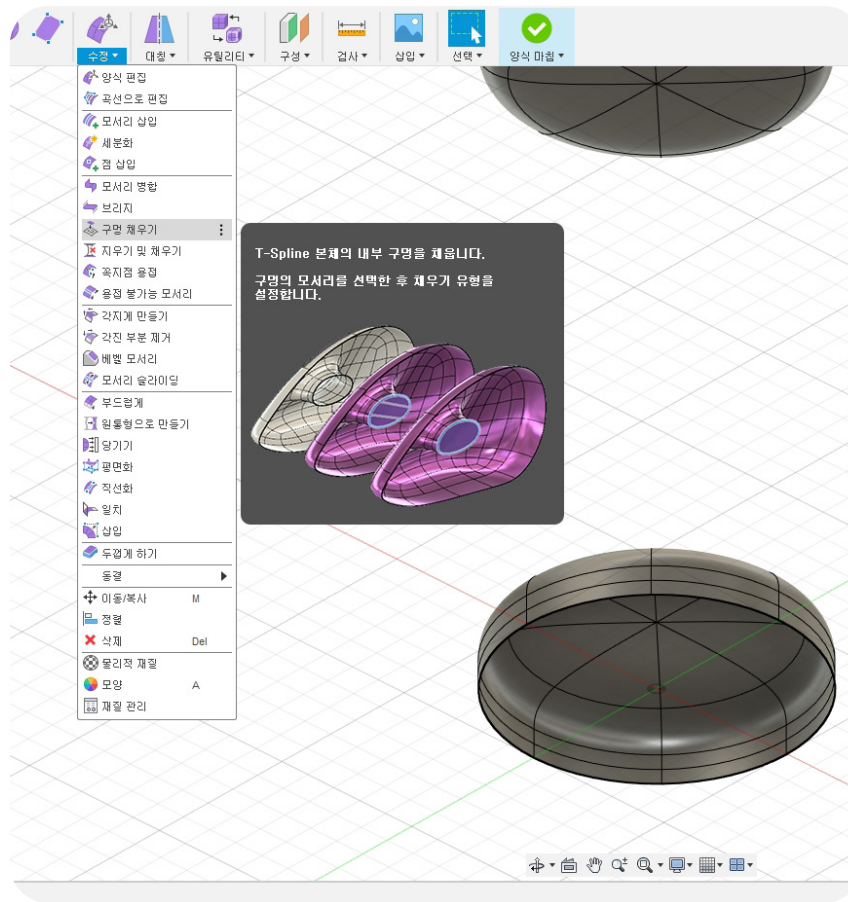 수정 대칭 유틸리티 구성 검사 삽입 선택 양식 마침
양식 편집
곡선으로 편집
모서리 삽입
세분화
점 삽입
모서리 병합
브리지
구멍 채우기
지우기 및 채우기
꼭지점 용접
용접 불가능 모서리
각지게 만들기
각진 부분 제거
베벨 모서리
모서리 슬라이딩
부드럽게
원통형으로 만들기
당기기
평면화
직선화
일치
삽입
두껍게 하기
동결
이동/복사 M
정렬
삭제 Del
물리적 재질
모양 A
재질 관리
T-Spline 본체의 내부 구멍을 채웁니다.
구멍의 모서리를 선택한 후 채우기 유형을
설정합니다.